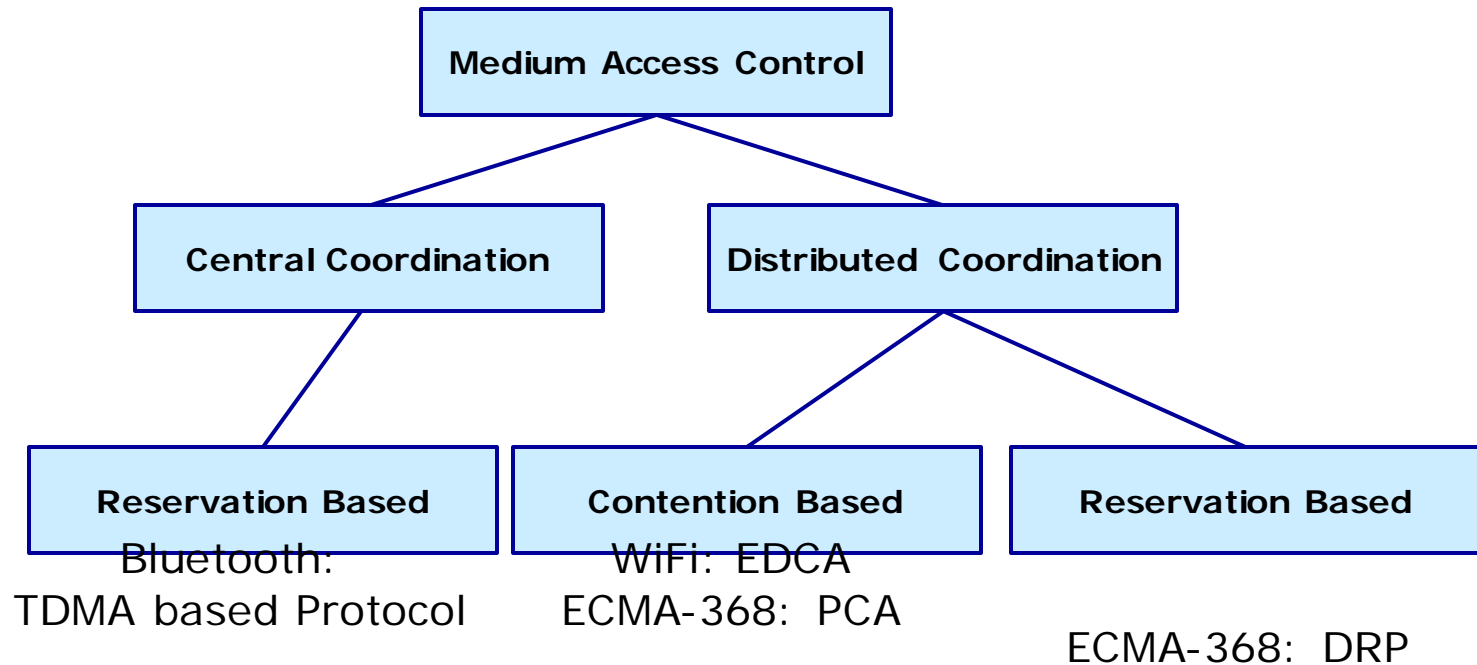 Medium Access Control
Central Coordination
Distributed Coordination
Reservation Based
Contention Based
Reservation Based
Bluetooth:
TDMA based Protocol
WiFi: EDCA
ECMA-368: PCA
ECMA-368: DRP